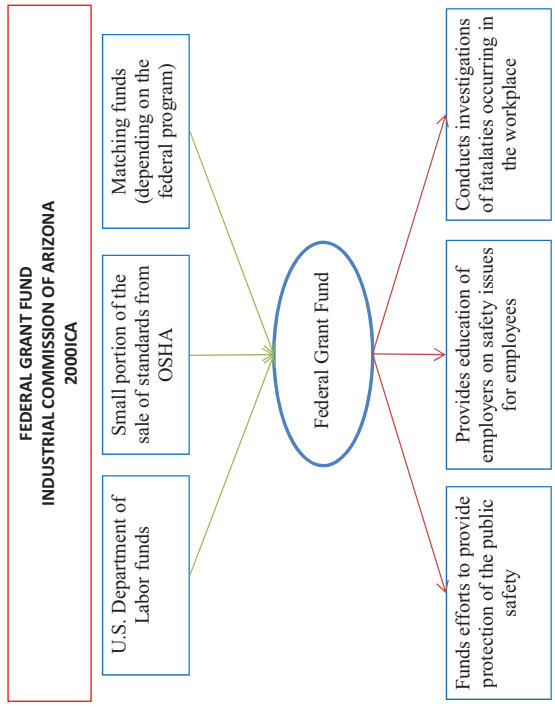 FEDERAL GRANT FUND
INDUSTRIAL COMMISSION OF ARIZONA
2000ICA
U.S. Department of
Labor funds
Small portion of the
sale of standards from
OSHA
Matching funds
(depending on the
federal program)
Federal Grant Fund
Funds efforts to provide
protection of the public
safety
Provides education of
employers on safety issues
for employees
Conducts investigations
of fatalaties occurring in
the workplace